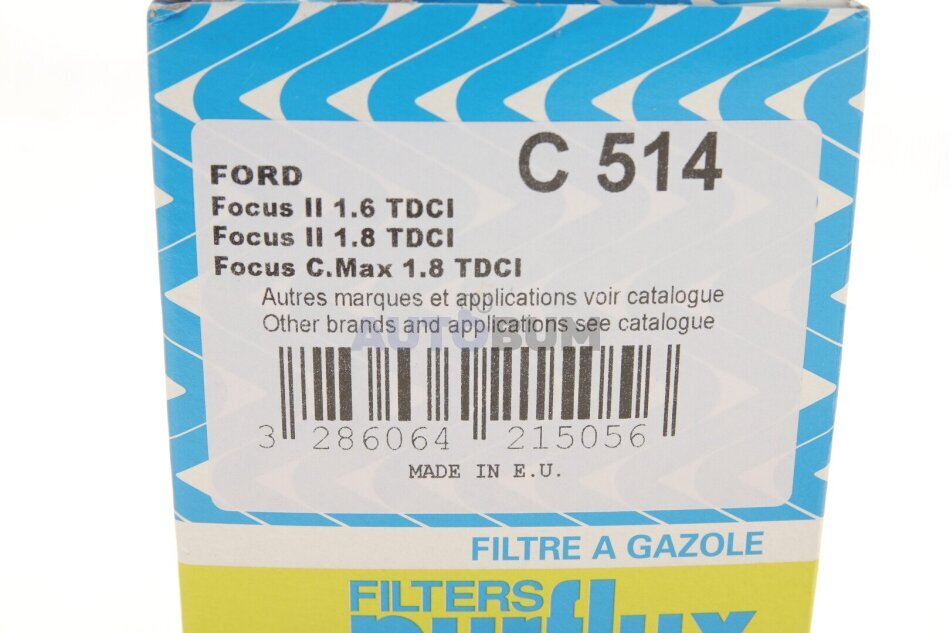 C 514
FORD
Focus II 1.6 TDCI
Focus II 1.8 TDCI
Focus C.Max 1.8 TDCI
Autres marques et applications voir catalogue
Other brands and applications see catalogue
AUTOBUM
3 286064 215056
MADE IN E.U.
FILTRE A GAZOLE
FILTERS
purflux